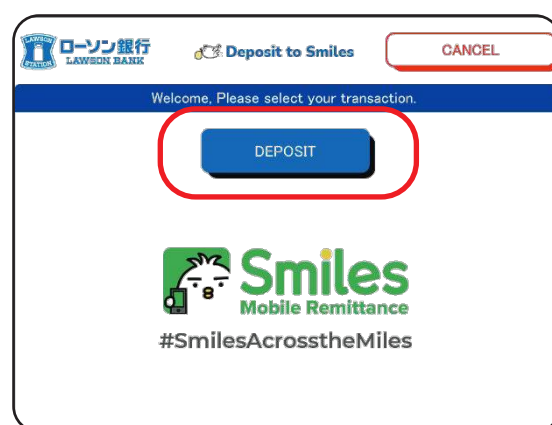 LAWSON
STATION
ローソン銀行
LAWSON BANK
Deposit to Smiles
CANCEL
Welcome, Please select your transaction.
DEPOSIT
Smiles
Mobile Remittance
#SmilesAcrosstheMiles